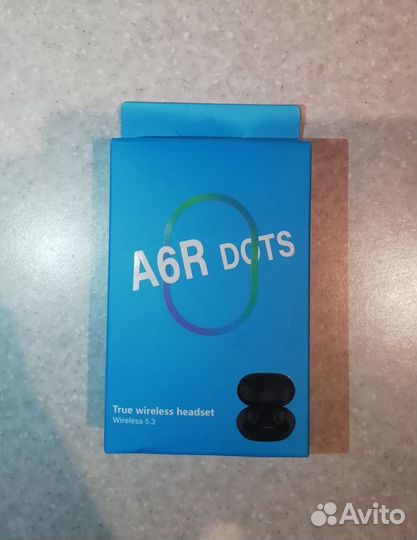 A6R DOTS
True wireless headset
Wireless 5.3
Avito